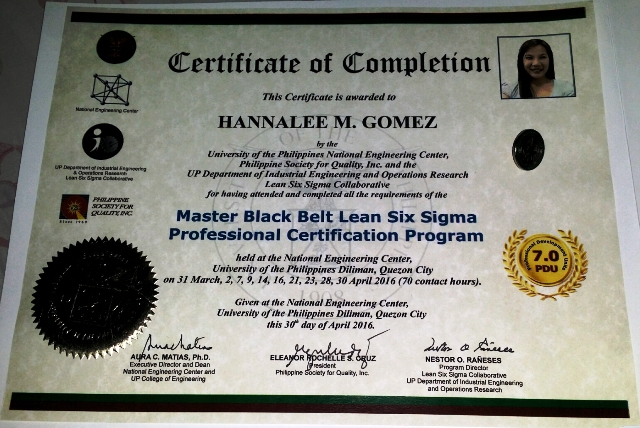 Certificate of Completion
This Certificate is awarded to
HANNALEE M. GOMEZ
by the
University of the Philippines National Engineering Center,
Philippine Society for Quality, Inc. and the
UP Department of Industrial Engineering and Operations Research
Lean Six Sigma Collaborative
for having attended and completed all the requirements of the
Master Black Belt Lean Six Sigma
Professional Certification Program
held at the National Engineering Center,
University of the Philippines Diliman, Quezon City
on 31 March, 2, 7, 9, 14, 16, 21, 23, 28, 30 April 2016 (70 contact hours).
Given at the National Engineering Center,
University of the Philippines Diliman, Quezon City
this 30th day of April 2016.
National Engineering Center
UP Department of Industrial Engineering
& Operations Research
Lean Six Sigma Collaborative
PHILIPPINE
SOCIETY FOR
QUALITY, INC.
SINCE 1969
Professional Development Units
7.0
PDU
1908
AURA C. MATIAS, Ph.D.
Executive Director and Dean
National Engineering Center and
UP College of Engineering
ELEANOR ROCHELLE S. CRUZ
President
Philippine Society for Quality, Inc.
NESTOR O. RAÑESES
Program Director
Lean Six Sigma Collaborative
UP Department of Industrial Engineering
and Operations Research